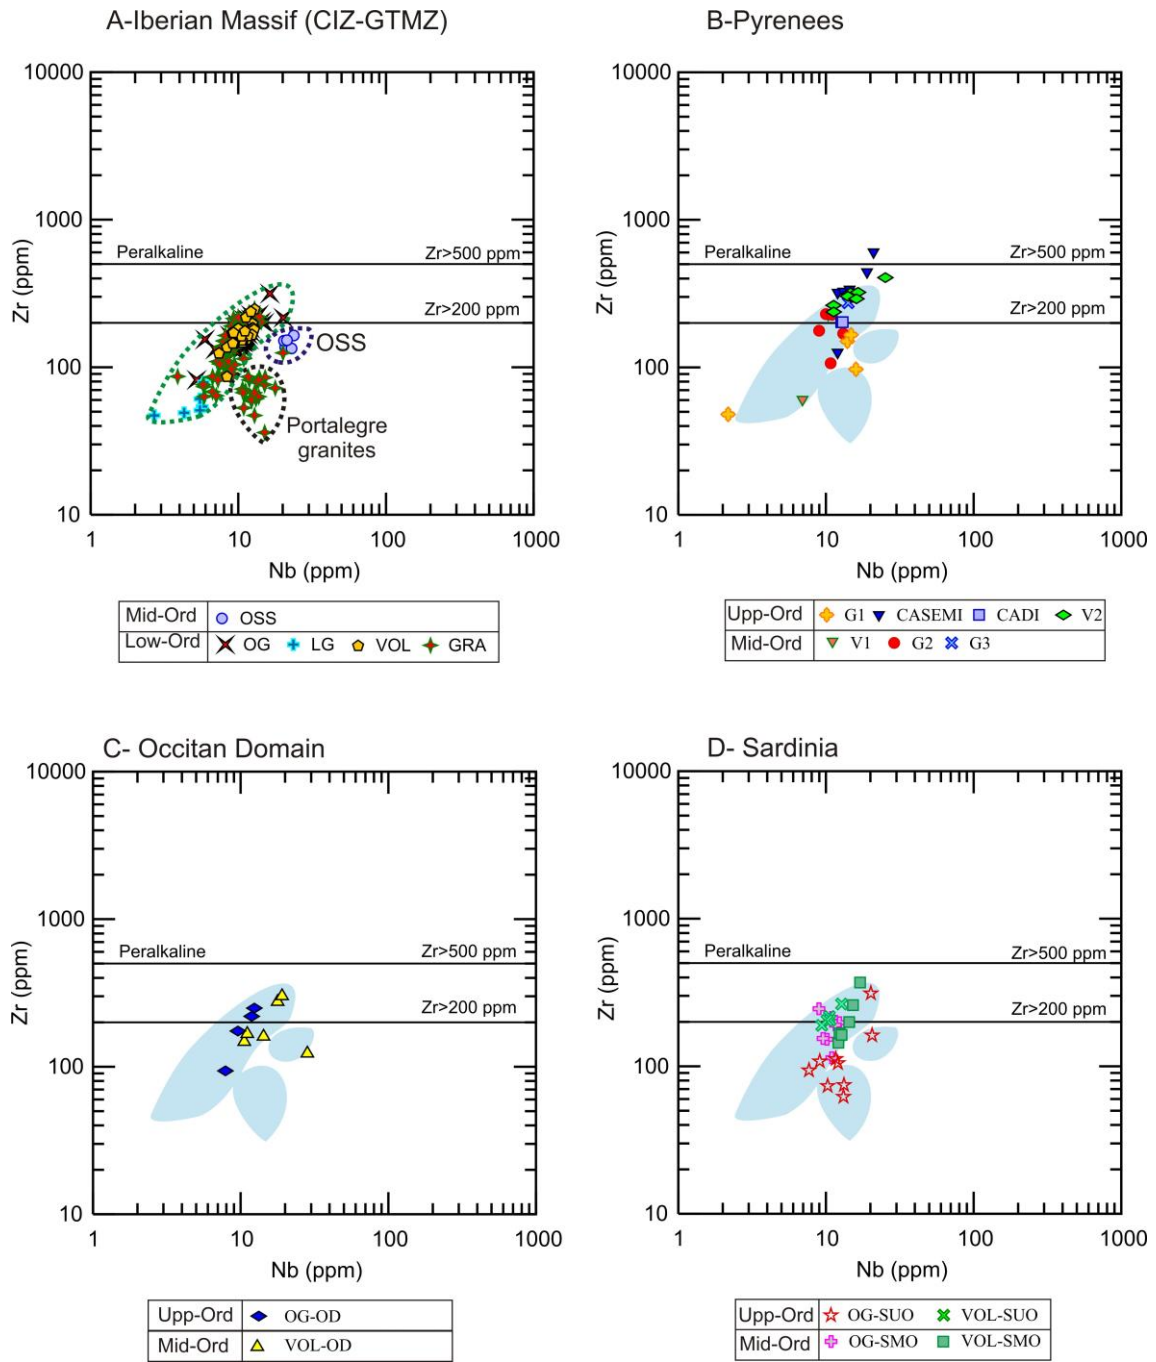 A-Iberian Massif (CIZ-GTMZ)
10000
1000
100
10
Zr (ppm)
Peralkaline
Zr>500 ppm
Zr>200 ppm
OSS
Portalegre
granites
1 10 100 1000
Nb (ppm)
Mid-Ord OSS
Low-Ord OG LG VOL GRA
B-Pyrenees
10000
1000
100
10
Zr (ppm)
Peralkaline
Zr>500 ppm
Zr>200 ppm
1 10 100 1000
Nb (ppm)
Upp-Ord G1 CASEMI CADI V2
Mid-Ord V1 G2 G3
C- Occitan Domain
10000
1000
100
10
Zr (ppm)
Peralkaline
Zr>500 ppm
Zr>200 ppm
1 10 100 1000
Nb (ppm)
Upp-Ord OG-OD
Mid-Ord VOL-OD
D- Sardinia
10000
1000
100
10
Zr (ppm)
Peralkaline
Zr>500 ppm
Zr>200 ppm
1 10 100 1000
Nb (ppm)
Upp-Ord OG-SUO VOL-SUO
Mid-Ord OG-SMO VOL-SMO